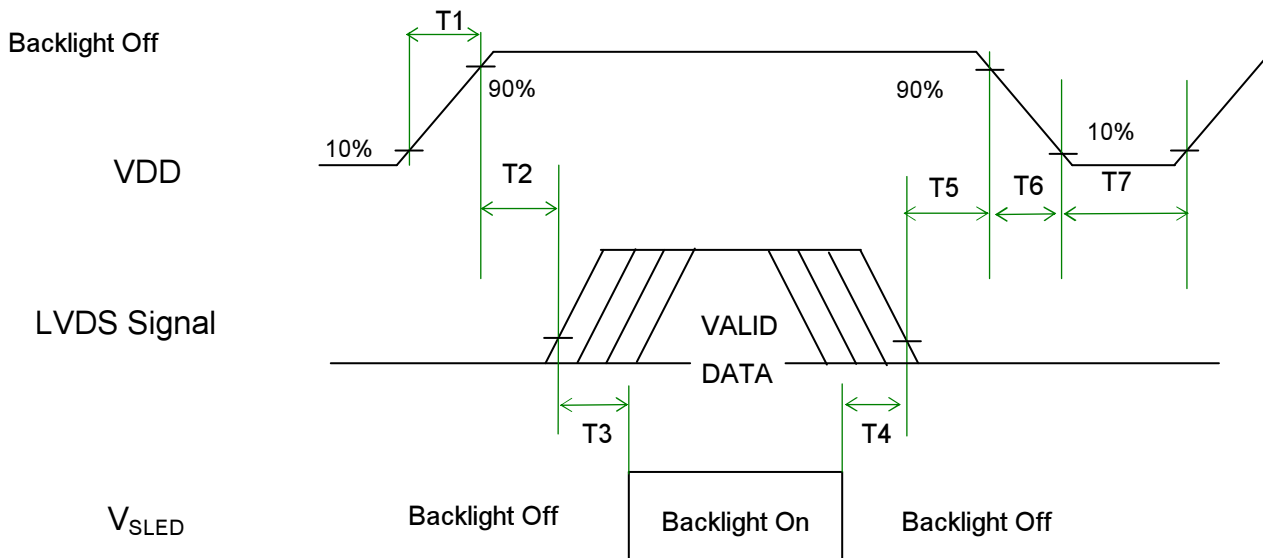 T1
Backlight Off
90%
90%
10%
10%
VDD
T2
T5
T6
T7
LVDS Signal
VALID
DATA
T3
T4
VSLED
Backlight Off
Backlight On
Backlight Off